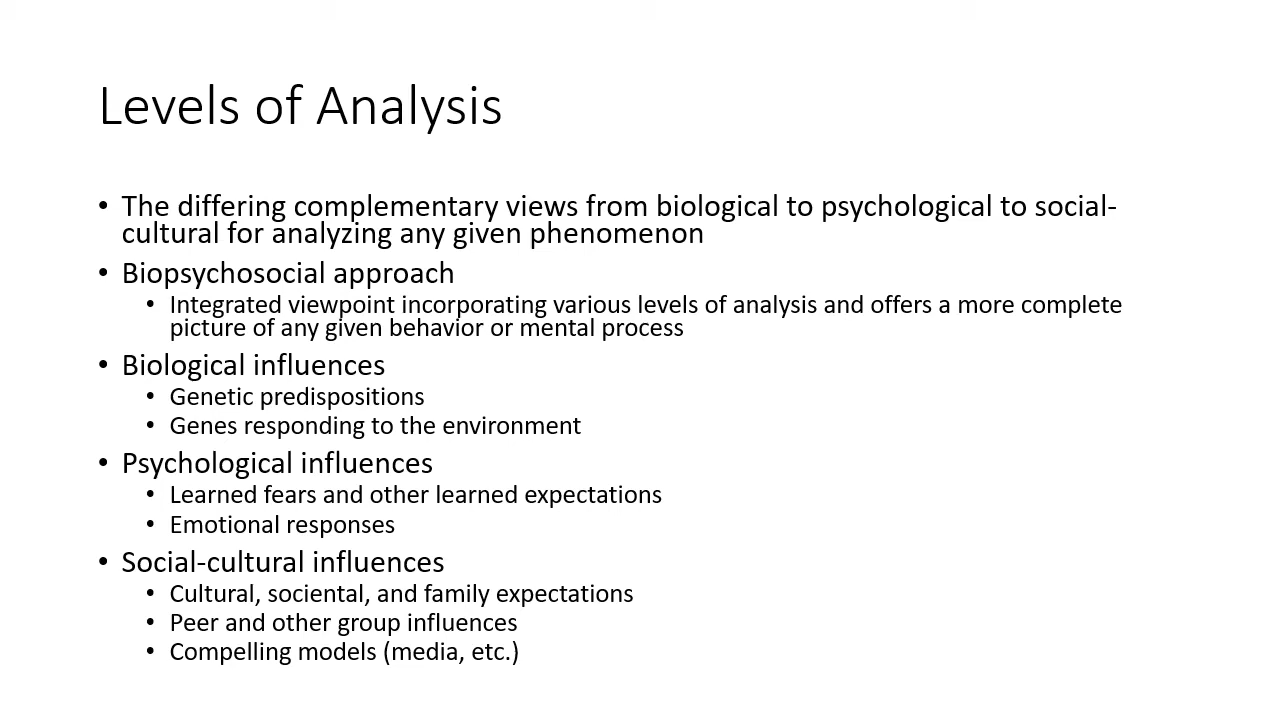 Levels of Analysis
• The differing complementary views from biological to psychological to social-
cultural for analyzing any given phenomenon
• Biopsychosocial approach
• Integrated viewpoint incorporating various levels of analysis and offers a more complete
picture of any given behavior or mental process
• Biological influences
• Genetic predispositions
• Genes responding to the environment
• Psychological influences
• Learned fears and other learned expectations
• Emotional responses
• Social-cultural influences
• Cultural, sociental, and family expectations
• Peer and other group influences
• Compelling models (media, etc.)